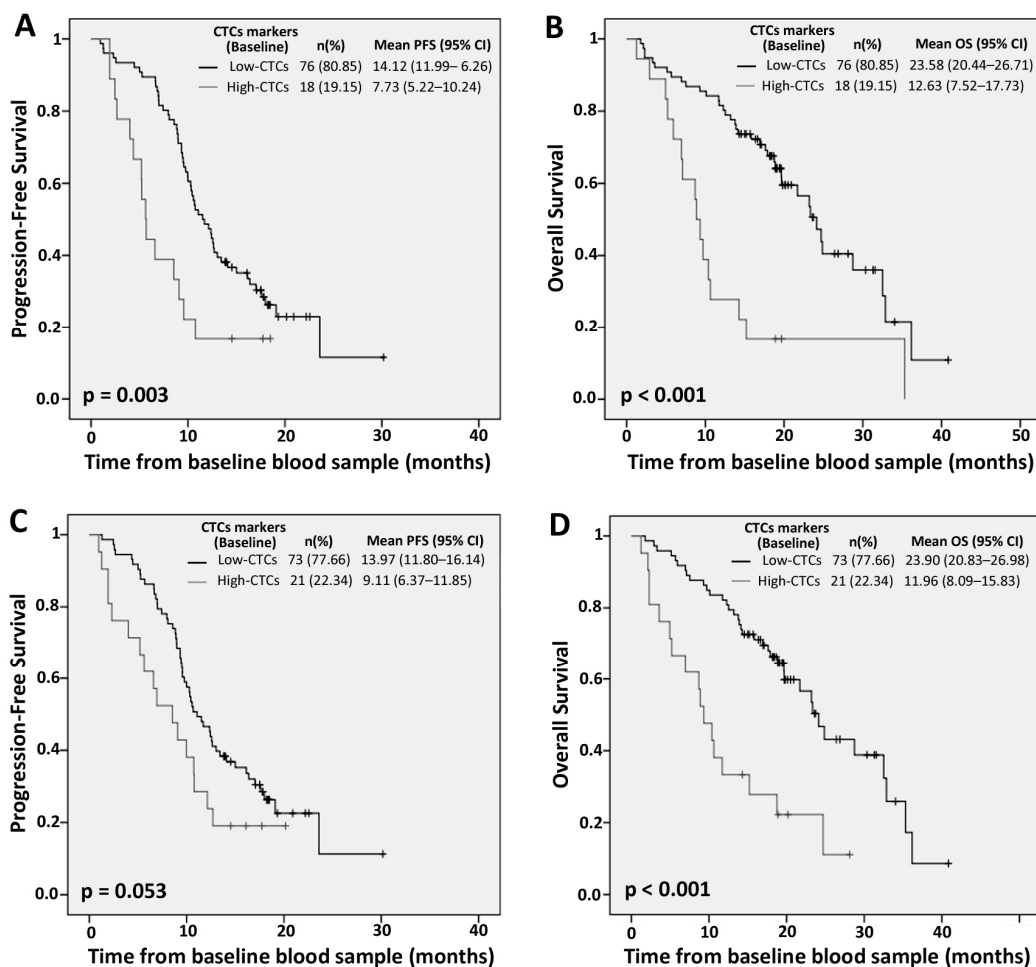 A
CTCs markers
(Baseline) n(%) Mean PFS (95% CI)
Low-CTCs 76 (80.85) 14.12 (11.99– 6.26)
High-CTCs 18 (19.15) 7.73 (5.22–10.24)
Progression-Free Survival
1
0.8
0.6
0.4
0.2
0.0
p = 0.003
0 10 20 30 40
Time from baseline blood sample (months)
B
CTCs markers
(Baseline) n(%) Mean OS (95% CI)
Low-CTCs 76 (80.85) 23.58 (20.44–26.71)
High-CTCs 18 (19.15) 12.63 (7.52–17.73)
Overall Survival
1
0.8
0.6
0.4
0.2
0.0
p < 0.001
0 10 20 30 40 50
Time from baseline blood sample (months)
C
CTCs markers
(Baseline) n(%) Mean PFS (95% CI)
Low-CTCs 73 (77.66) 13.97 (11.80–16.14)
High-CTCs 21 (22.34) 9.11 (6.37–11.85)
Progression-Free Survival
1
0.8
0.6
0.4
0.2
0.0
p = 0.053
0 10 20 30 40
Time from baseline blood sample (months)
D
CTCs markers
(Baseline) n(%) Mean OS (95% CI)
Low-CTCs 73 (77.66) 23.90 (20.83–26.98)
High-CTCs 21 (22.34) 11.96 (8.09–15.83)
Overall Survival
1
0.8
0.6
0.4
0.2
0.0
p < 0.001
0 10 20 30 40
Time from baseline blood sample (months)